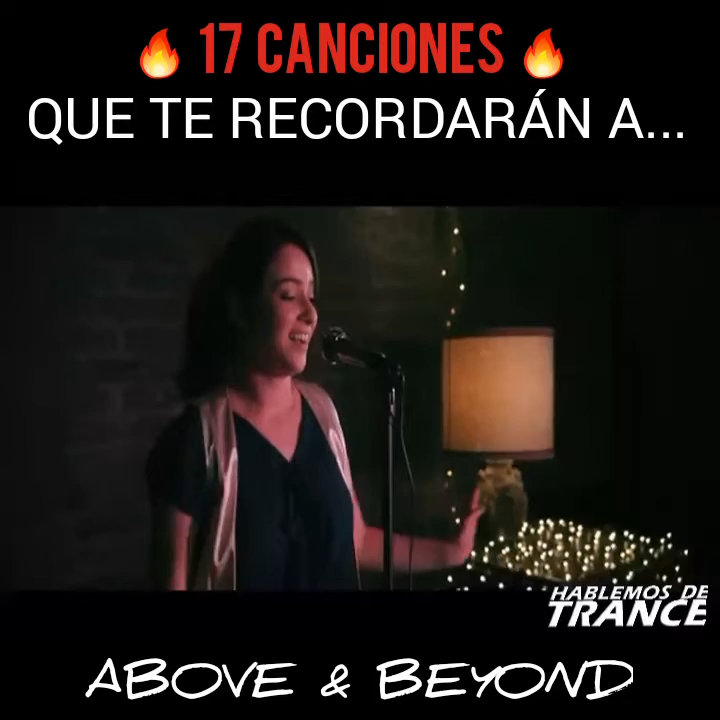 🔥 17 CANCIONES 🔥
QUE TE RECORDARÁN A...
HABLEMOS DE
TRANCE
ABOVE & BEYOND